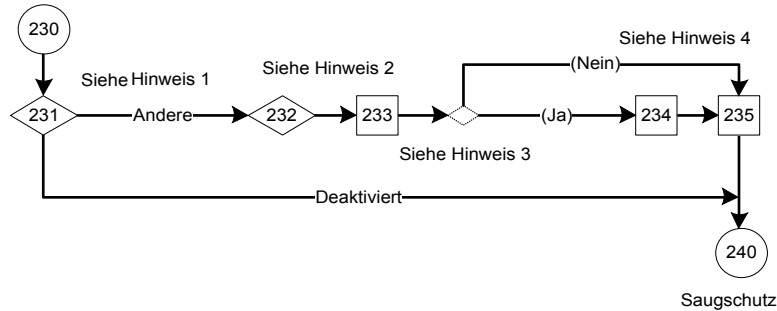 230
Siehe Hinweis 1
Siehe Hinweis 2
Siehe Hinweis 4
(Nein)
231
Andere
232
233
(Ja)
234
235
Siehe Hinweis 3
Deaktiviert
240
Saugschutz